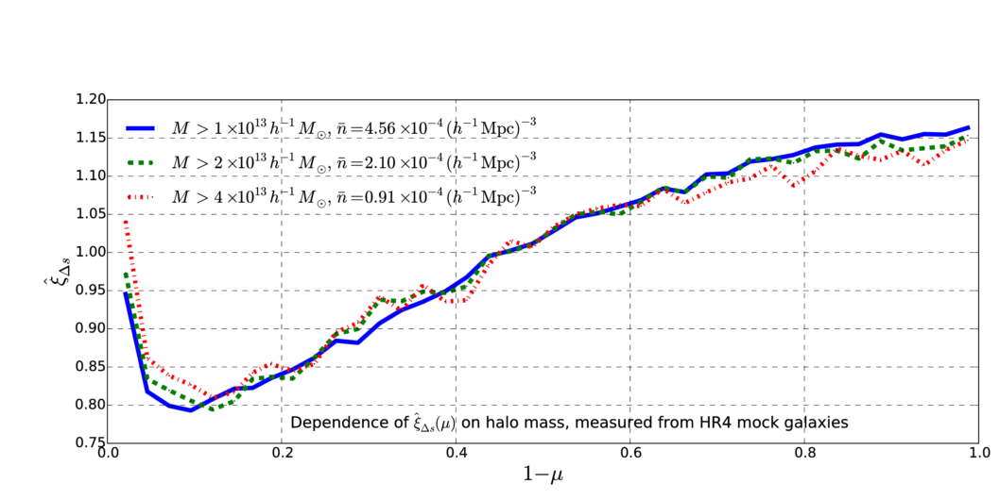 1.20
1.15
1.10
1.05
1.00
0.95
0.90
0.85
0.80
0.75
ξ̂Δs
M > 1 ×10¹³ h⁻¹ M⊙, n̄ =4.56 ×10⁻⁴ (h⁻¹ Mpc)⁻³
M > 2 ×10¹³ h⁻¹ M⊙, n̄ =2.10 ×10⁻⁴ (h⁻¹ Mpc)⁻³
M > 4 ×10¹³ h⁻¹ M⊙, n̄ =0.91 ×10⁻⁴ (h⁻¹ Mpc)⁻³
Dependence of ξ̂Δs(μ) on halo mass, measured from HR4 mock galaxies
0.0 0.2 0.4 0.6 0.8 1.0
1−μ